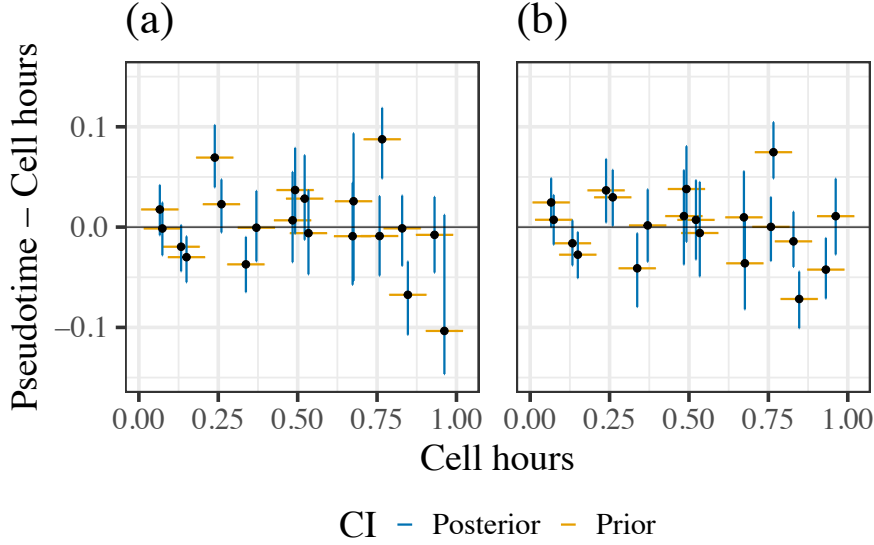 (a) (b)
Pseudotime − Cell hours
0.1
0.0
−0.1
0.00 0.25 0.50 0.75 1.00 0.00 0.25 0.50 0.75 1.00
Cell hours
CI Posterior Prior